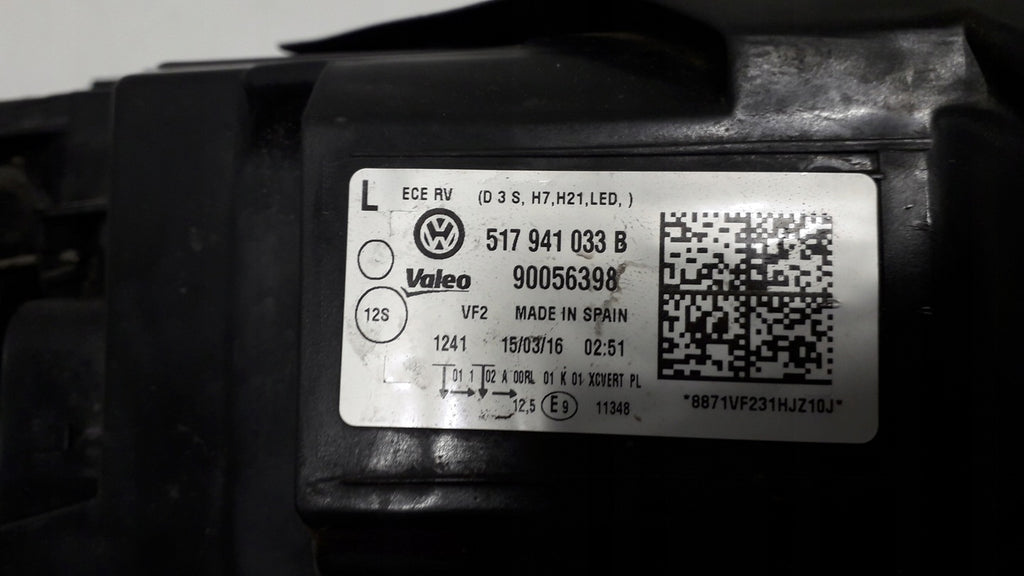 L ECE RV (D 3 S, H7,H21,LED, )
VW 517 941 033 B
Valeo 90056398
12S VF2 MADE IN SPAIN
1241 15/03/16 02:51
01 1 02 A 00RL 01 K 01 XCVERT PL
12,5 E9 11348
*8871VF231HJZ10J*